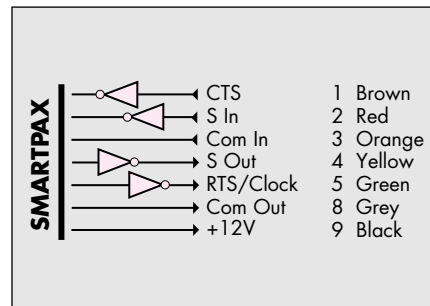 SMARTPAX
CTS 1 Brown
S In 2 Red
Com In 3 Orange
S Out 4 Yellow
RTS/Clock 5 Green
Com Out 8 Grey
+12V 9 Black